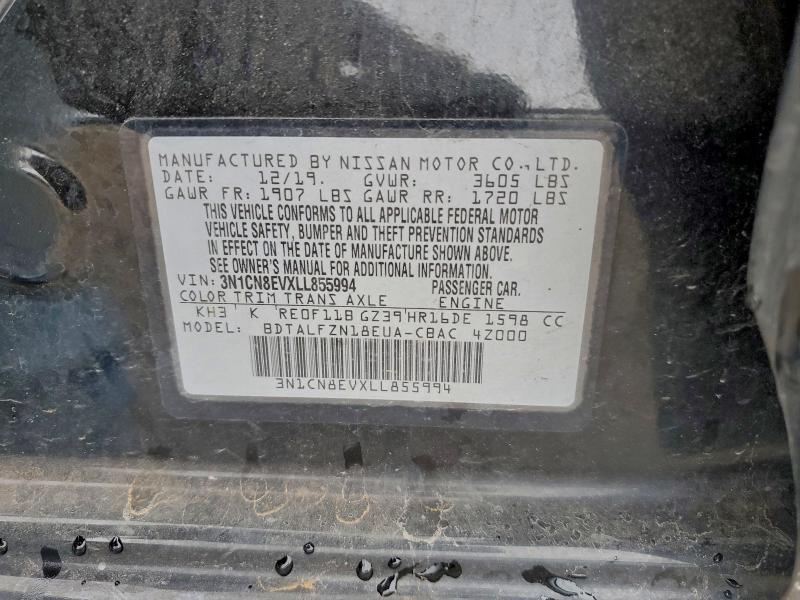 MANUFACTURED BY NISSAN MOTOR CO.,LTD.
DATE: 12/19. GVWR: 3605 LBS
GAWR FR: 1907 LBS GAWR RR: 1720 LBS
THIS VEHICLE CONFORMS TO ALL APPLICABLE FEDERAL MOTOR
VEHICLE SAFETY, BUMPER AND THEFT PREVENTION STANDARDS
IN EFFECT ON THE DATE OF MANUFACTURE SHOWN ABOVE.
SEE OWNER'S MANUAL FOR ADDITIONAL INFORMATION.
VIN: 3N1CN8EVXLL855994 PASSENGER CAR.
COLOR TRIM TRANS AXLE ENGINE
KH3 ' K 'RE0F11B GZ39'HR16DE 1598 CC
MODEL: BDTALFZN18EUA-CBAC 4Z000
3N1CN8EVXLL855994